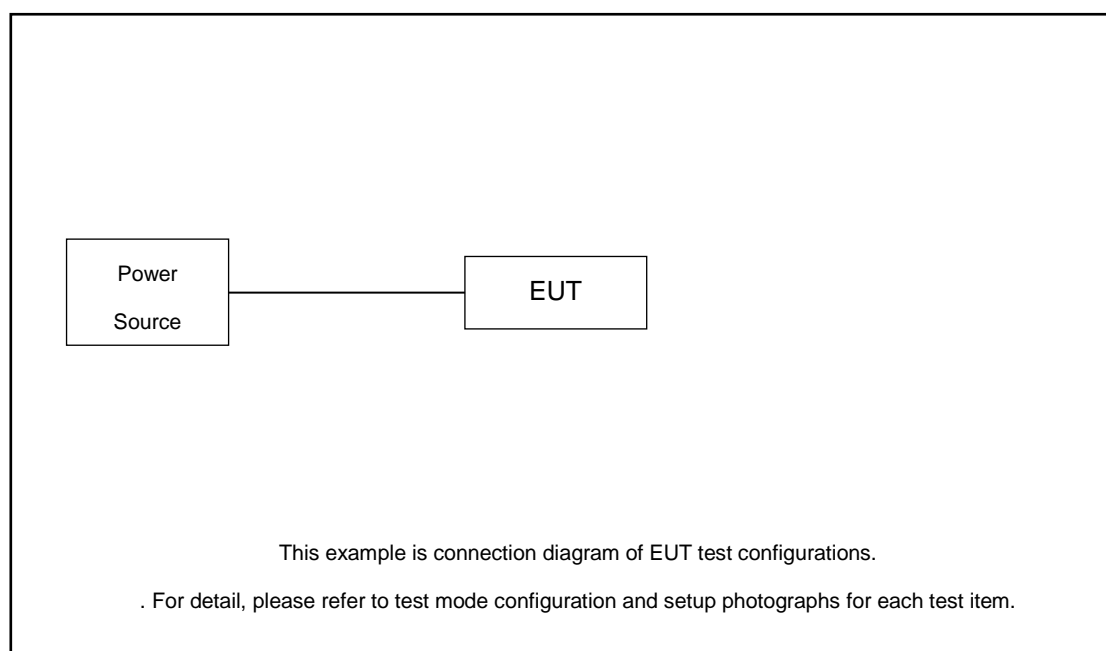 Power
Source
EUT
This example is connection diagram of EUT test configurations.
. For detail, please refer to test mode configuration and setup photographs for each test item.